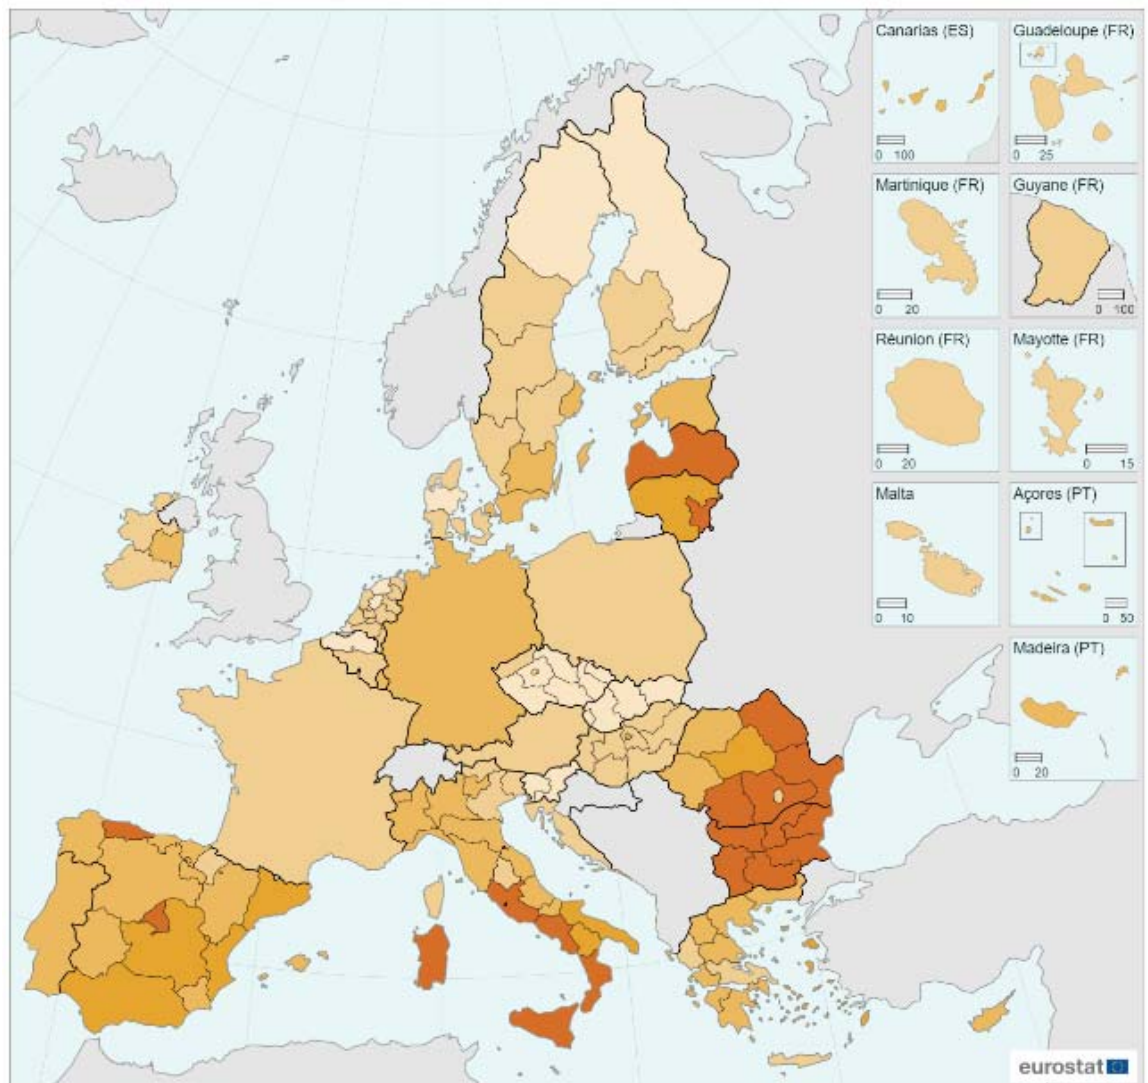 Canarias (ES)
0 100
Guadeloupe (FR)
0 25
Martinique (FR)
0 20
Guyane (FR)
0 100
Réunion (FR)
0 20
Mayotte (FR)
0 15
Malta
0 10
Açores (PT)
0 50
Madeira (PT)
0 20
eurostat